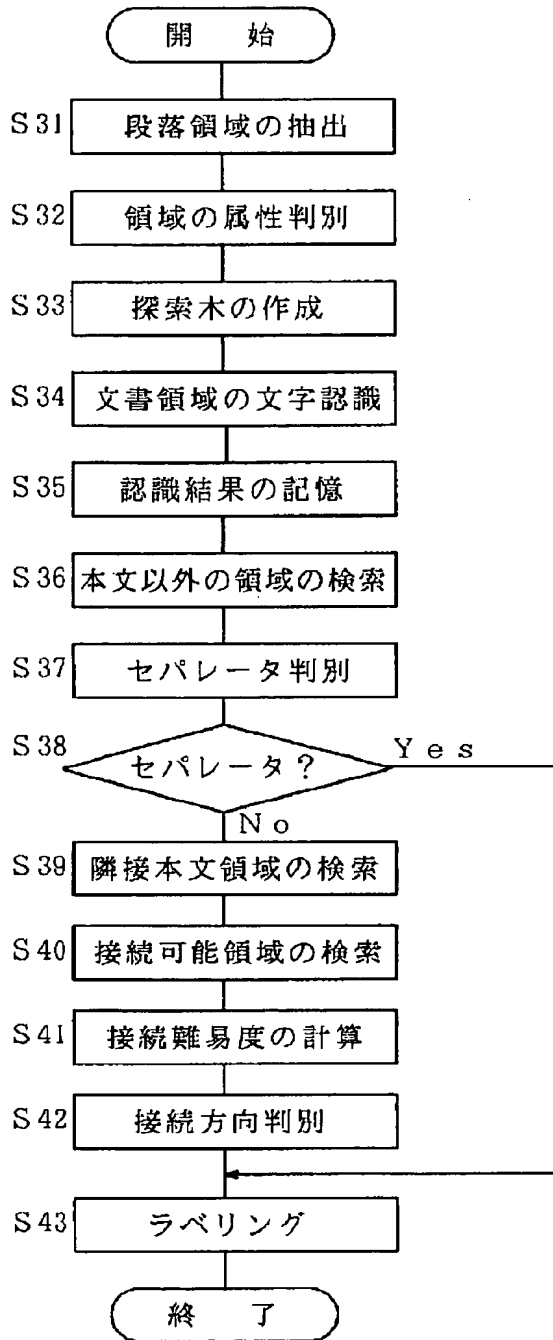 開 始
S31 段落領域の抽出
S32 領域の属性判別
S33 探索木の作成
S34 文書領域の文字認識
S35 認識結果の記憶
S36 本文以外の領域の検索
S37 セパレータ判別
S38 セパレータ? Yes
No
S39 隣接本文領域の検索
S40 接続可能領域の検索
S41 接続難易度の計算
S42 接続方向判別
S43 ラベリング
終 了